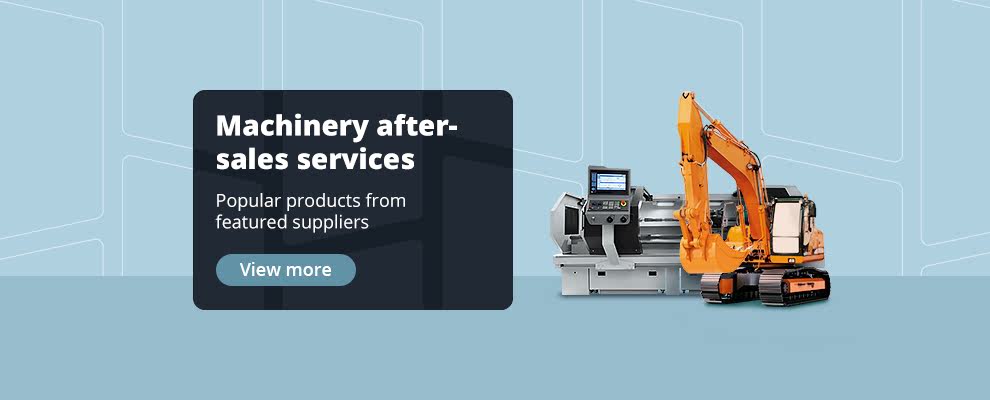 Machinery after-
sales services
Popular products from
featured suppliers
View more